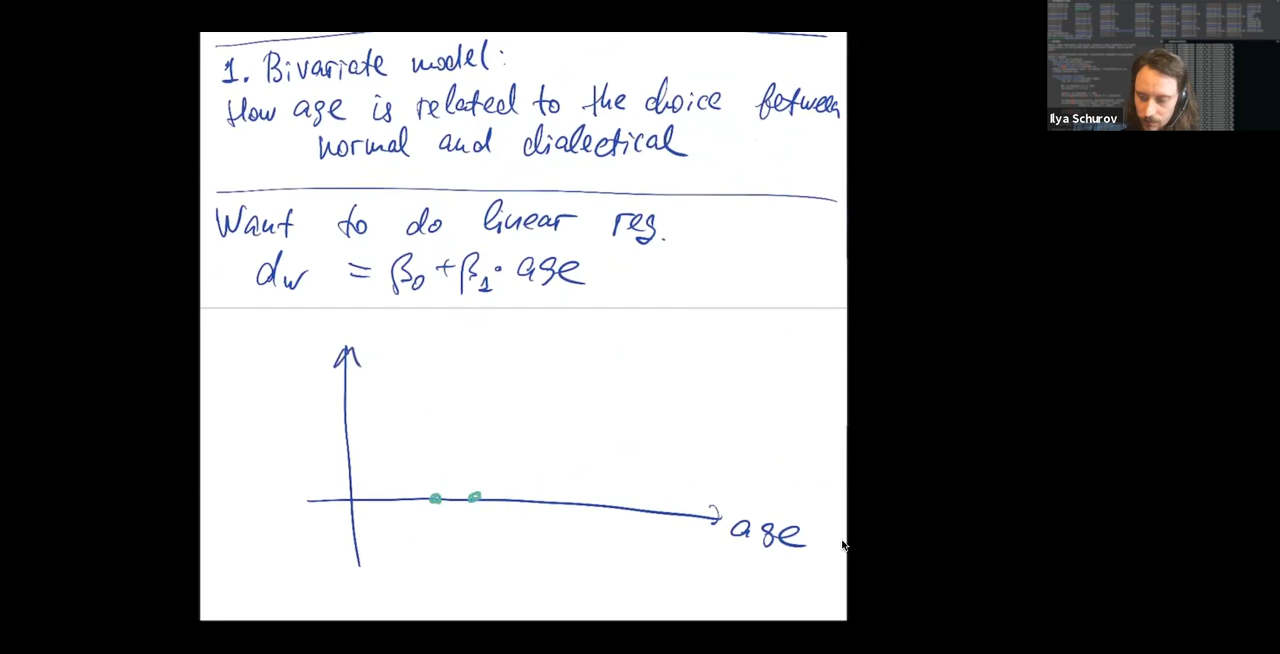 1. Bivariate model:
How age is related to the choice between
normal and dialectical
Want to do linear reg.
dw = β₀ + β₁ · age
age
Ilya Schurov